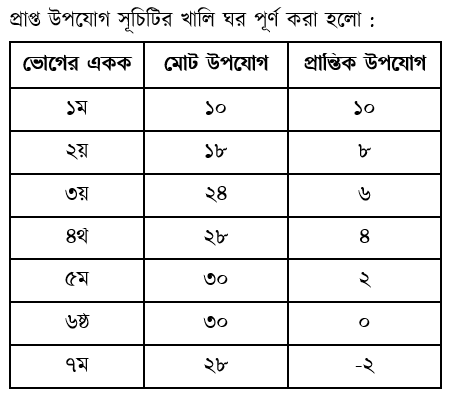 প্রাপ্ত উপযোগ সূচিটির খালি ঘর পূর্ণ করা হলো :
ভোগের একক মোট উপযোগ প্রান্তিক উপযোগ
১ম ১০ ১০
২য় ১৮ ৮
৩য় ২৪ ৬
৪র্থ ২৮ ৪
৫ম ৩০ ২
৬ষ্ঠ ৩০ ০
৭ম ২৮ -২